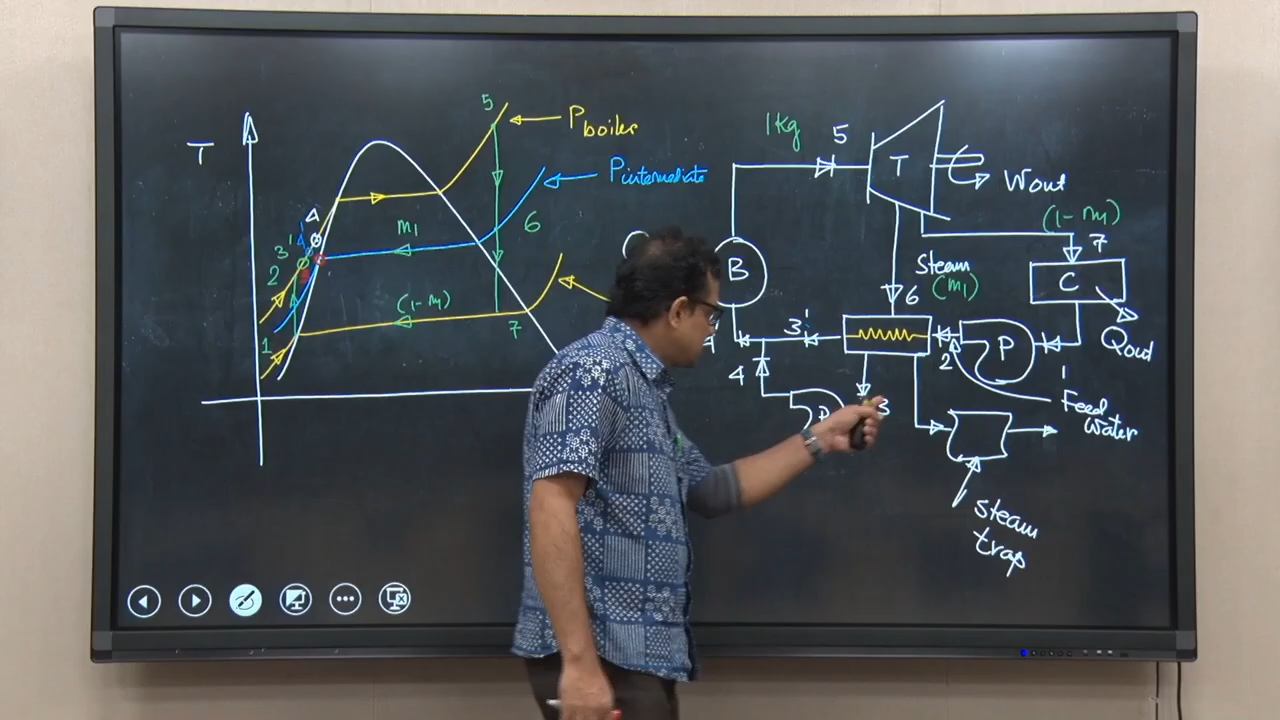 T
5
P boiler
P intermediate
m₁
6
4
3'
2
(1-m₁)
1
7
1kg
5
T
Wout
(1-m₁)
7
B
Steam
(m₁)
6
C
Qout
3'
2
P
1
4
3
P
Feed
water
steam
trap